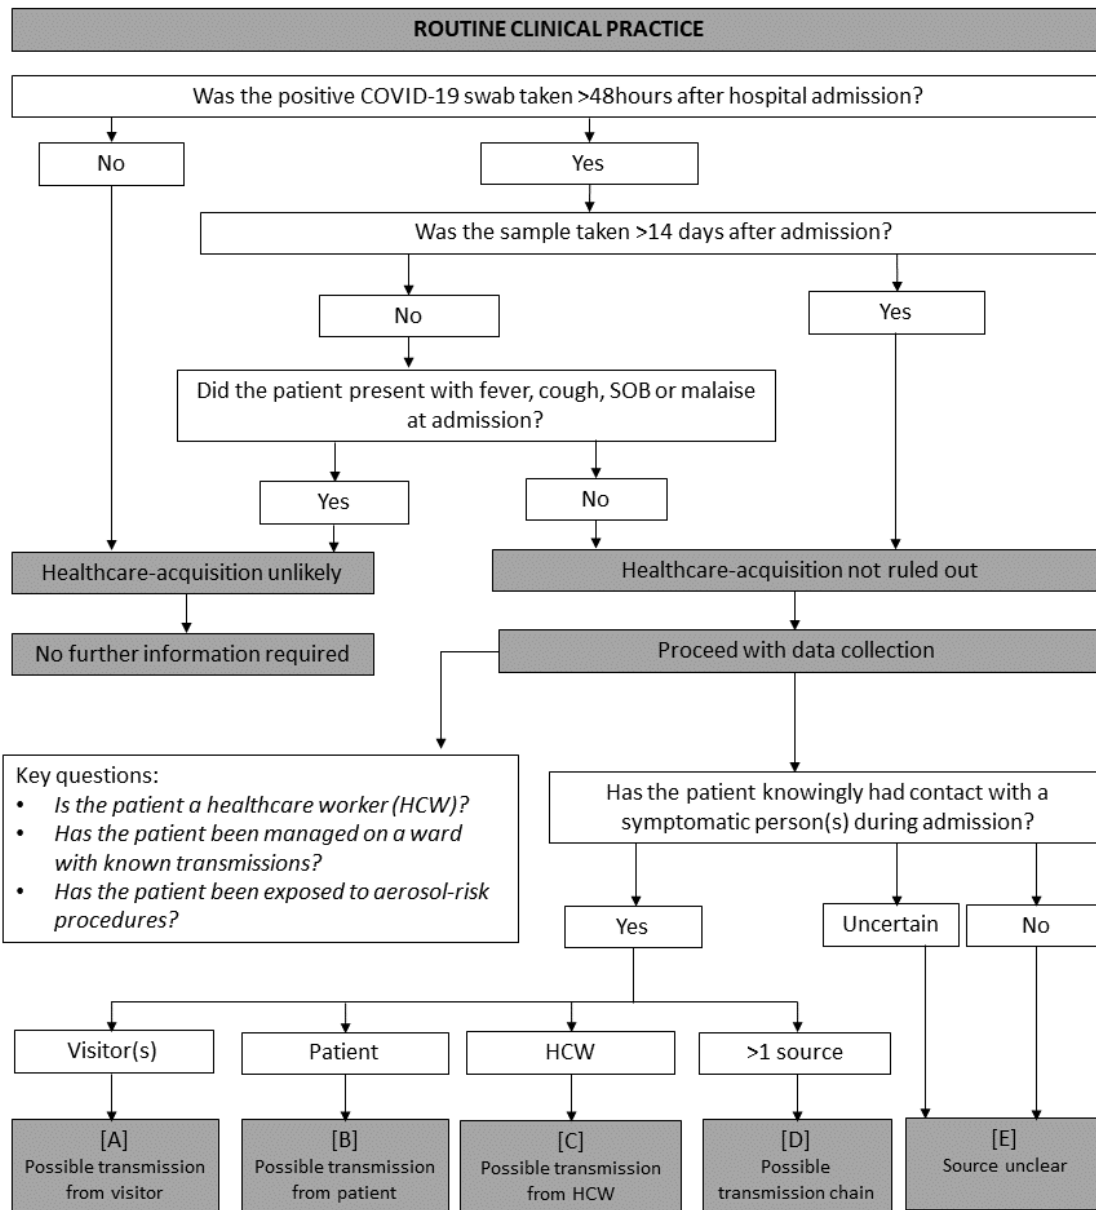 ROUTINE CLINICAL PRACTICE
Was the positive COVID-19 swab taken >48hours after hospital admission?
No
Yes
Was the sample taken >14 days after admission?
No
Yes
Did the patient present with fever, cough, SOB or malaise
at admission?
Yes
No
Healthcare-acquisition unlikely
Healthcare-acquisition not ruled out
No further information required
Proceed with data collection
Key questions:
• Is the patient a healthcare worker (HCW)?
• Has the patient been managed on a ward
with known transmissions?
• Has the patient been exposed to aerosol-risk
procedures?
Has the patient knowingly had contact with a
symptomatic person(s) during admission?
Yes
Uncertain
No
Visitor(s)
Patient
HCW
>1 source
[A]
Possible transmission
from visitor
[B]
Possible transmission
from patient
[C]
Possible transmission
from HCW
[D]
Possible
transmission chain
[E]
Source unclear